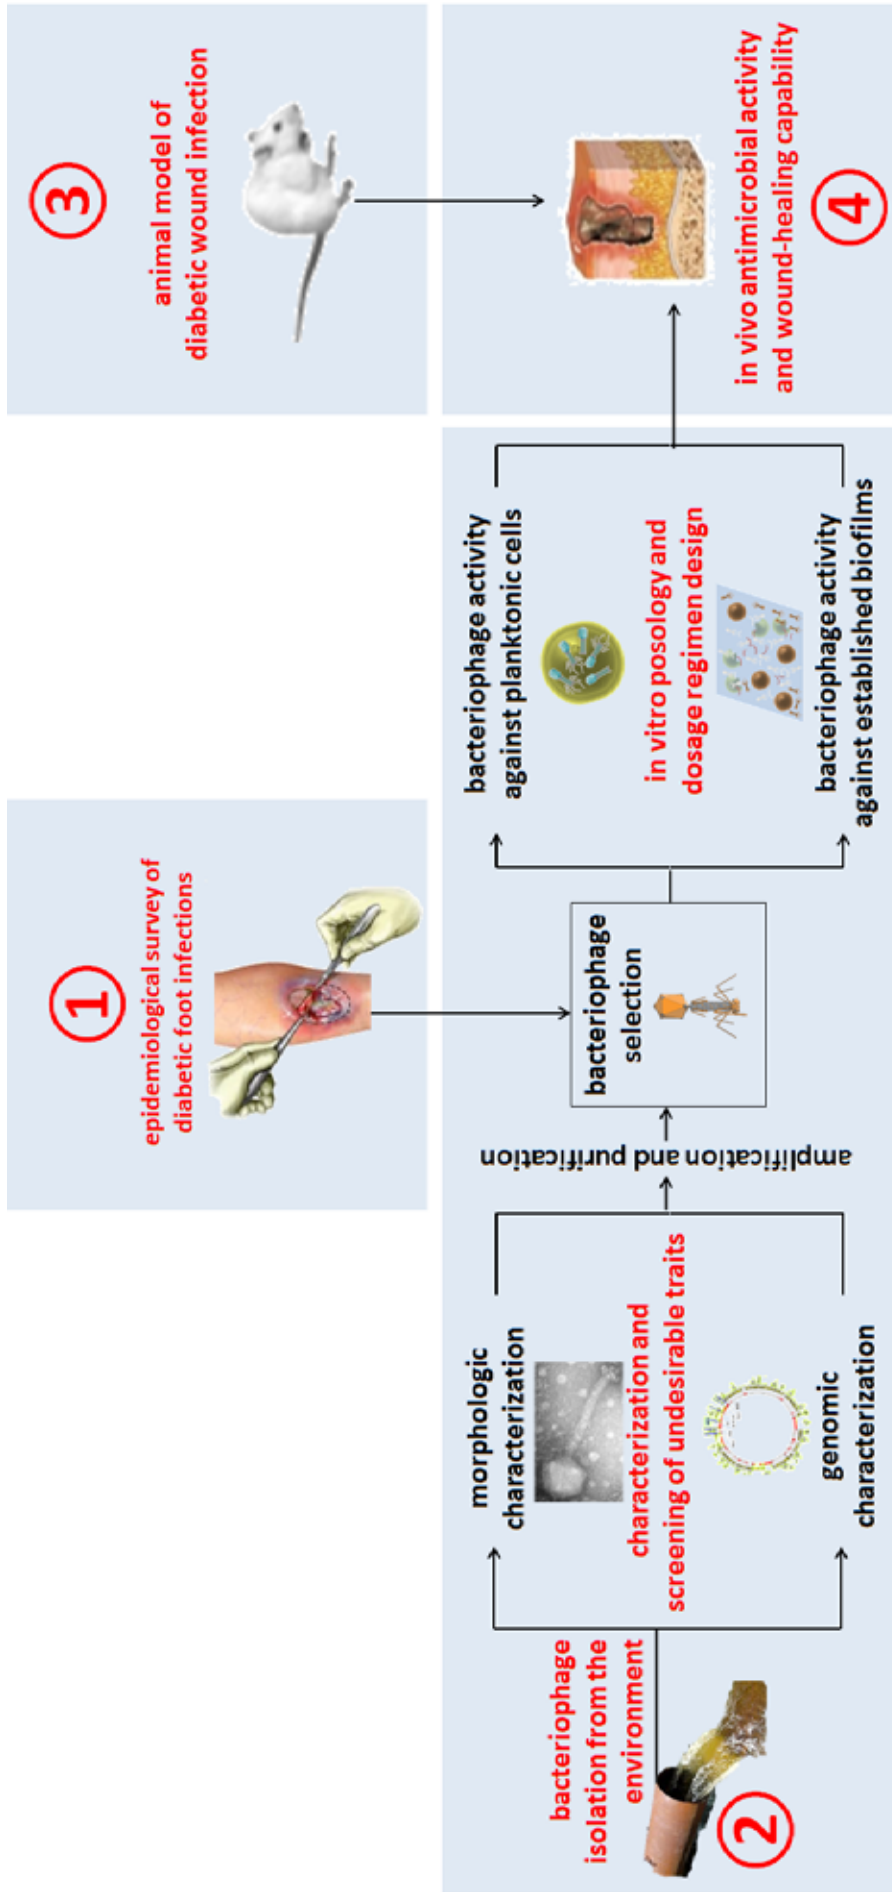 1
epidemiological survey of
diabetic foot infections
3
animal model of
diabetic wound infection
2
bacteriophage
isolation from the
environment
morphologic
characterization
characterization and
screening of undesirable traits
genomic
characterization
amplification and purification
bacteriophage
selection
bacteriophage activity
against planktonic cells
in vitro posology and
dosage regimen design
bacteriophage activity
against established biofilms
in vivo antimicrobial activity
and wound-healing capability
4